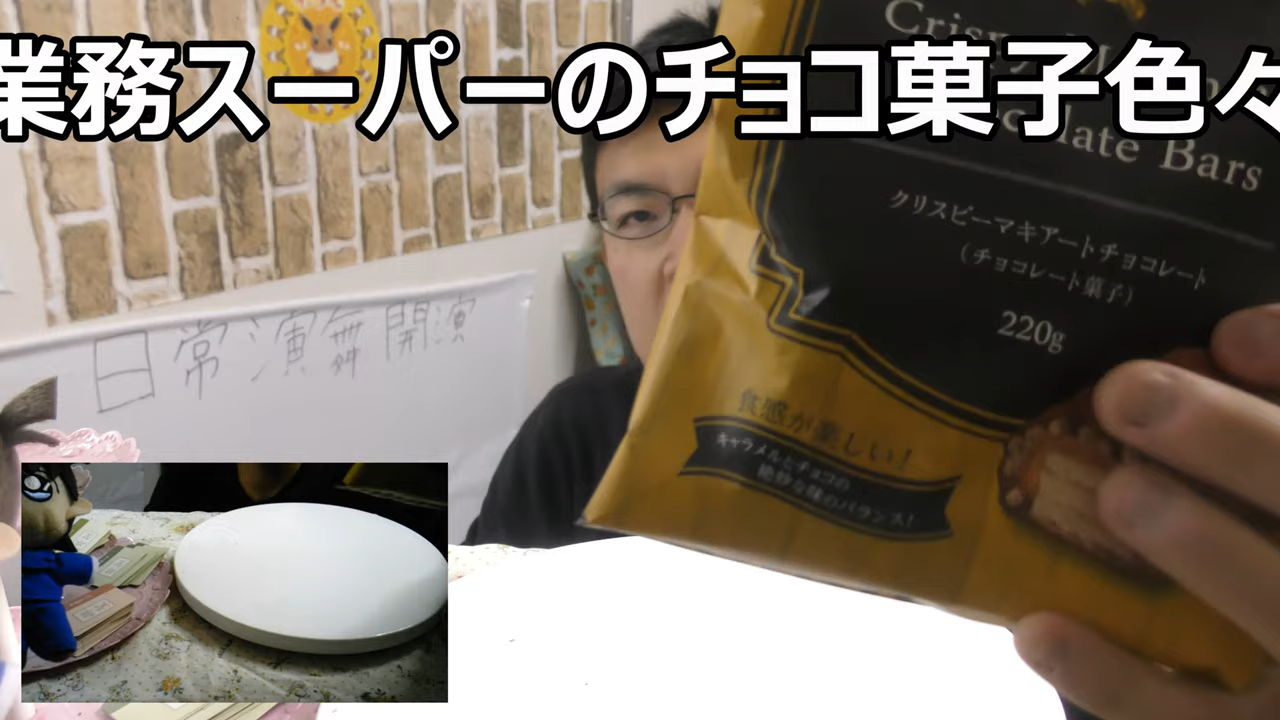 業務スーパーのチョコ菓子色々
Crispy
Chocolate Bars
クリスピーマキアートチョコレート
(チョコレート菓子)
220g
食感が楽しい!
キャラメルとチョコの
絶妙な味のバランス!
日常演舞開演